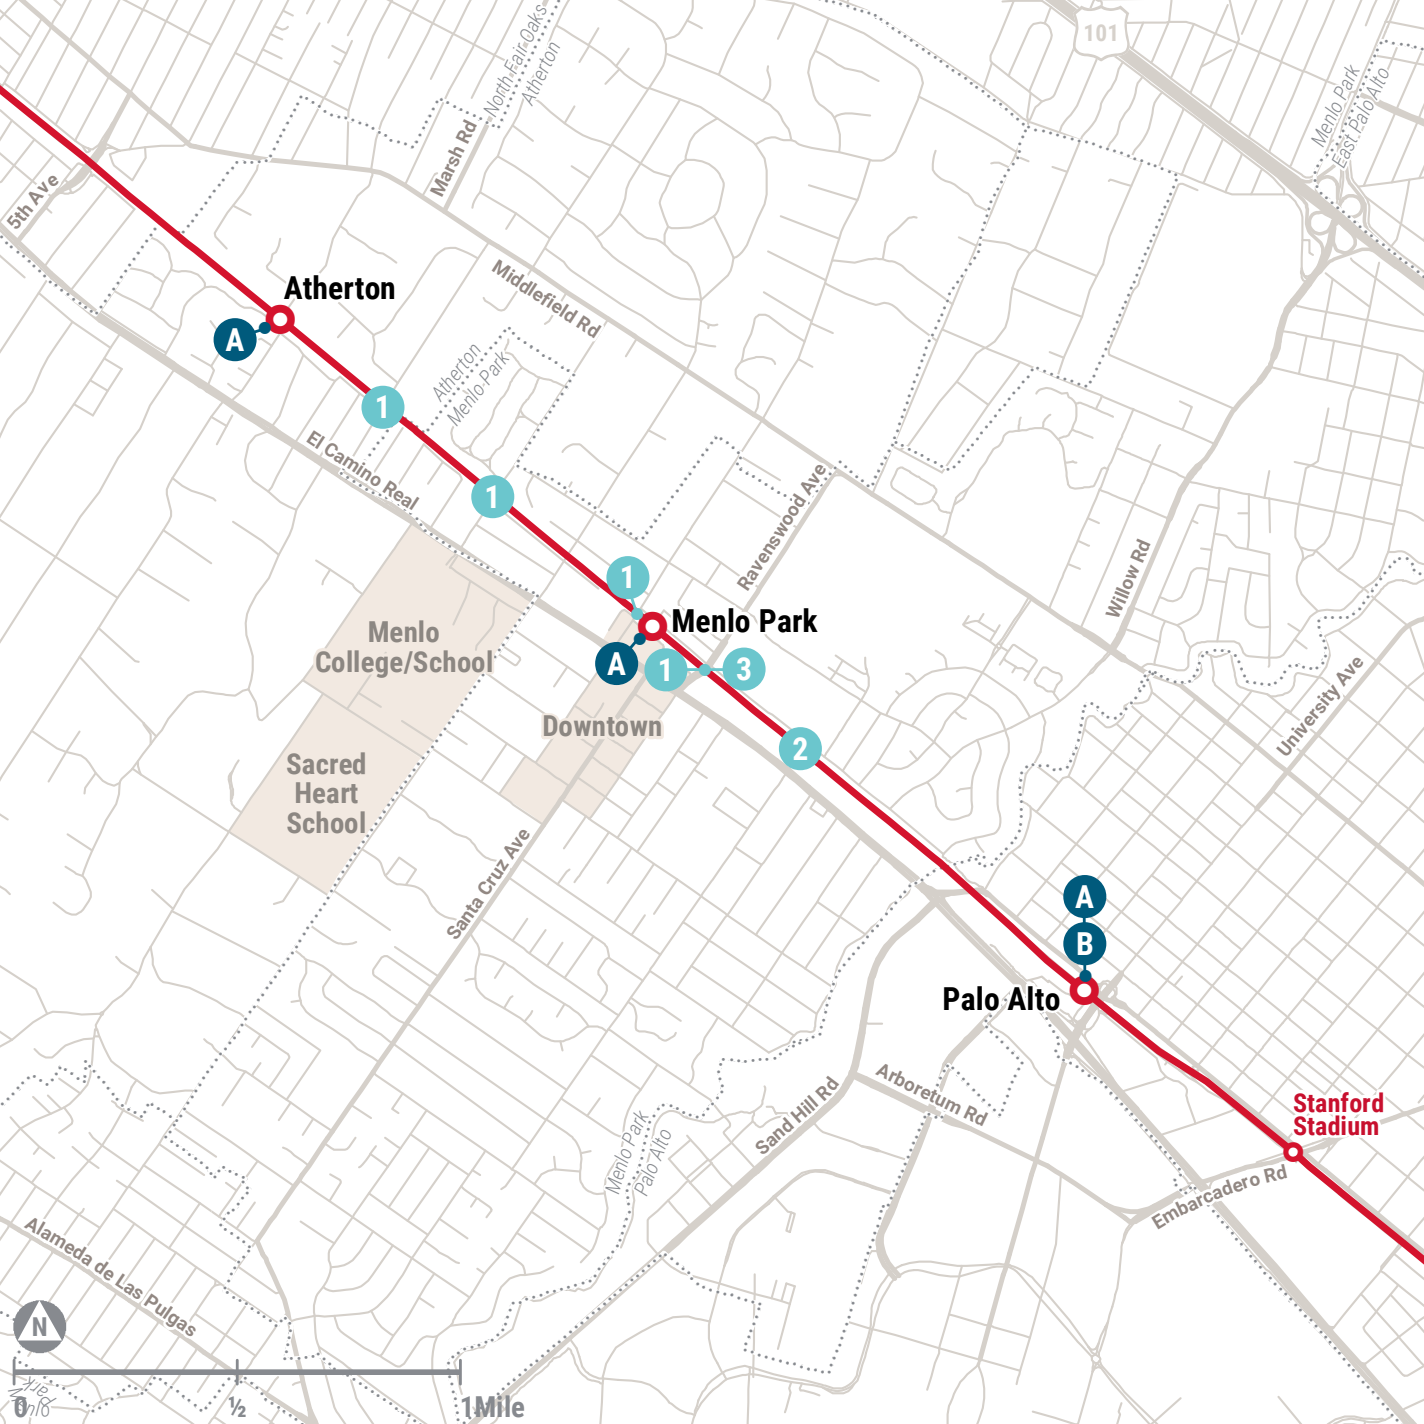 101
North Fair Oaks
Atherton
Menlo Park
East Palo Alto
Marsh Rd
5th Ave
Atherton
A
Middlefield Rd
1
Atherton
Menlo Park
El Camino Real
1
Ravenswood Ave
Willow Rd
1
Menlo Park
A
1
3
Menlo
College/School
University Ave
Downtown
2
Sacred
Heart
School
Santa Cruz Ave
A
B
Palo Alto
Arboretum Rd
Sand Hill Rd
Stanford
Stadium
Menlo Park
Palo Alto
Embarcadero Rd
Alameda de Las Pulgas
N
0
½
1Mile
Menlo
Park